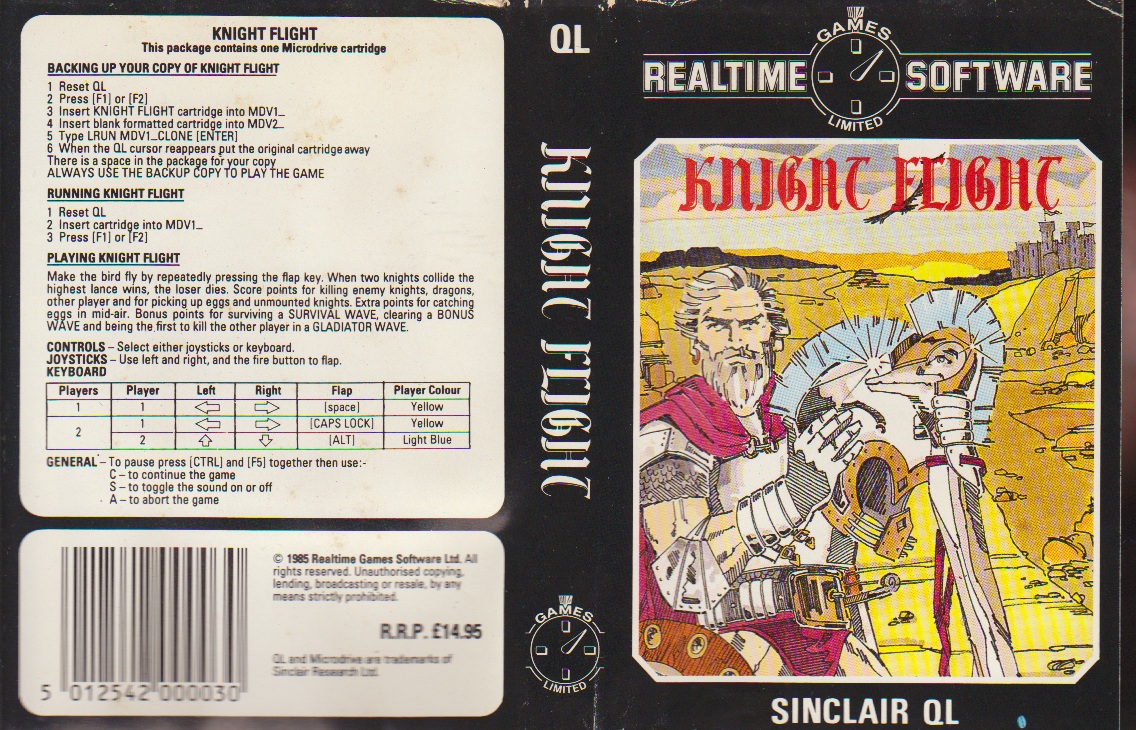 KNIGHT FLIGHT
This package contains one Microdrive cartridge
BACKING UP YOUR COPY OF KNIGHT FLIGHT
1 Reset QL
2 Press [F1] or [F2]
3 Insert KNIGHT FLIGHT cartridge into MDV1_
4 Insert blank formatted cartridge into MDV2_
5 Type LRUN MDV1_CLONE [ENTER]
6 When the QL cursor reappears put the original cartridge away
There is a space in the package for your copy
ALWAYS USE THE BACKUP COPY TO PLAY THE GAME
RUNNING KNIGHT FLIGHT
1 Reset QL
2 Insert cartridge into MDV1_
3 Press [F1] or [F2]
PLAYING KNIGHT FLIGHT
Make the bird fly by repeatedly pressing the flap key. When two knights collide the
highest lance wins, the loser dies. Score points for killing enemy knights, dragons,
other player and for picking up eggs and unmounted knights. Extra points for catching
eggs in mid-air. Bonus points for surviving a SURVIVAL WAVE, clearing a BONUS
WAVE and being the first to kill the other player in a GLADIATOR WAVE.
CONTROLS – Select either joysticks or keyboard.
JOYSTICKS – Use left and right, and the fire button to flap.
KEYBOARD
Players Player Left Right Flap Player Colour
1 1 ⇦ ⇨ [space] Yellow
2 1 ⇦ ⇨ [CAPS LOCK] Yellow
2 ⇧ ⇩ [ALT] Light Blue
GENERAL – To pause press [CTRL] and [F5] together then use:-
C – to continue the game
S – to toggle the sound on or off
A – to abort the game
5 012542 000030
© 1985 Realtime Games Software Ltd. All
rights reserved. Unauthorised copying,
lending, broadcasting or resale, by any
means strictly prohibited.
R.R.P. £14.95
QL and Microdrive are trademarks of
Sinclair Research Ltd.
QL
KNIGHT FLIGHT
GAMES
LIMITED
GAMES
REALTIME SOFTWARE
LIMITED
KNIGHT FLIGHT
SINCLAIR QL